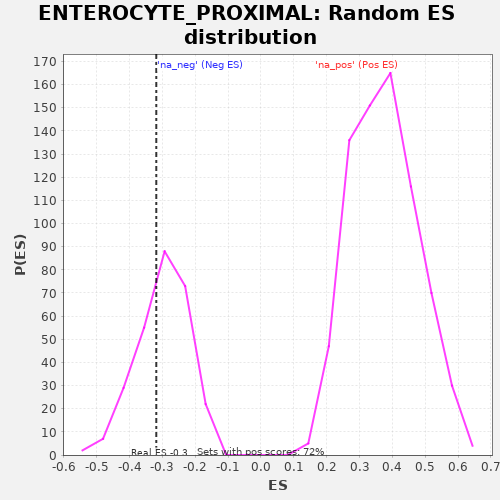 ENTEROCYTE_PROXIMAL: Random ES
distribution
'na_neg' (Neg ES)
'na_pos' (Pos ES)
170
160
150
140
130
120
110
100
90
80
70
60
50
40
30
20
10
0
P(ES)
Real ES -0.3
Sets with pos scores: 72%
-0.6 -0.5 -0.4 -0.3 -0.2 -0.1 0.0 0.1 0.2 0.3 0.4 0.5 0.6 0.7
ES